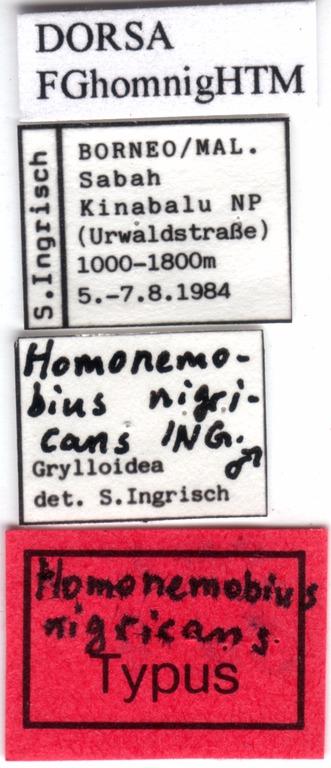 DORSA
FGhomnigHTM
S.Ingrisch
BORNEO/MAL.
Sabah
Kinabalu NP
(Urwaldstraße)
1000-1800m
5.-7.8.1984
Homonemo-
bius nigri-
cans ING.
Grylloidea ♂
det. S.Ingrisch
Homonemobius
nigricans
Typus